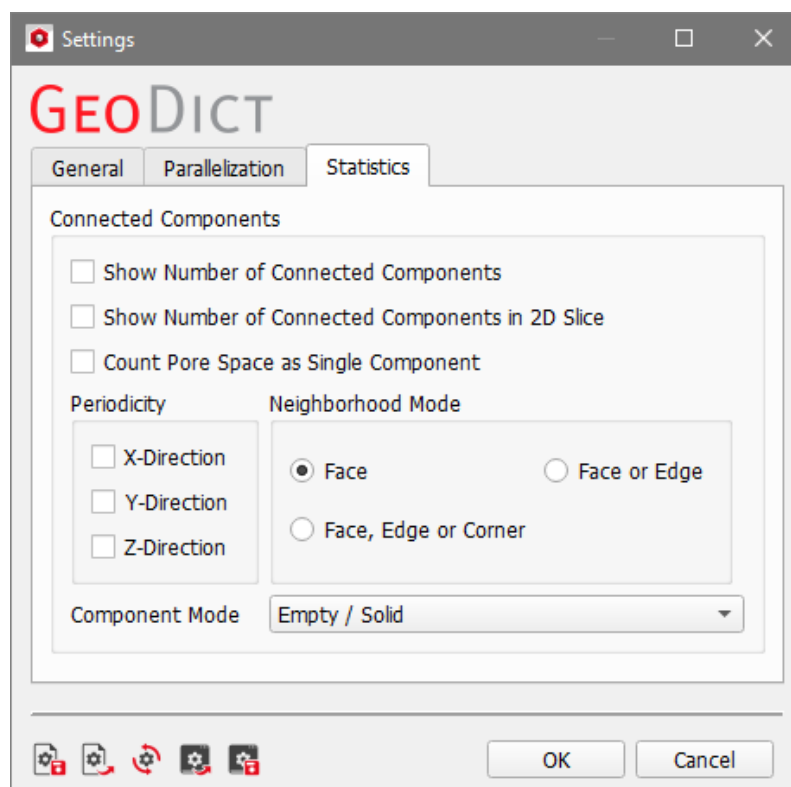 Settings
GEODICT
General Parallelization Statistics
Connected Components
Show Number of Connected Components
Show Number of Connected Components in 2D Slice
Count Pore Space as Single Component
Periodicity Neighborhood Mode
X-Direction
Y-Direction
Z-Direction
Face Face or Edge
Face, Edge or Corner
Component Mode Empty / Solid
OK Cancel